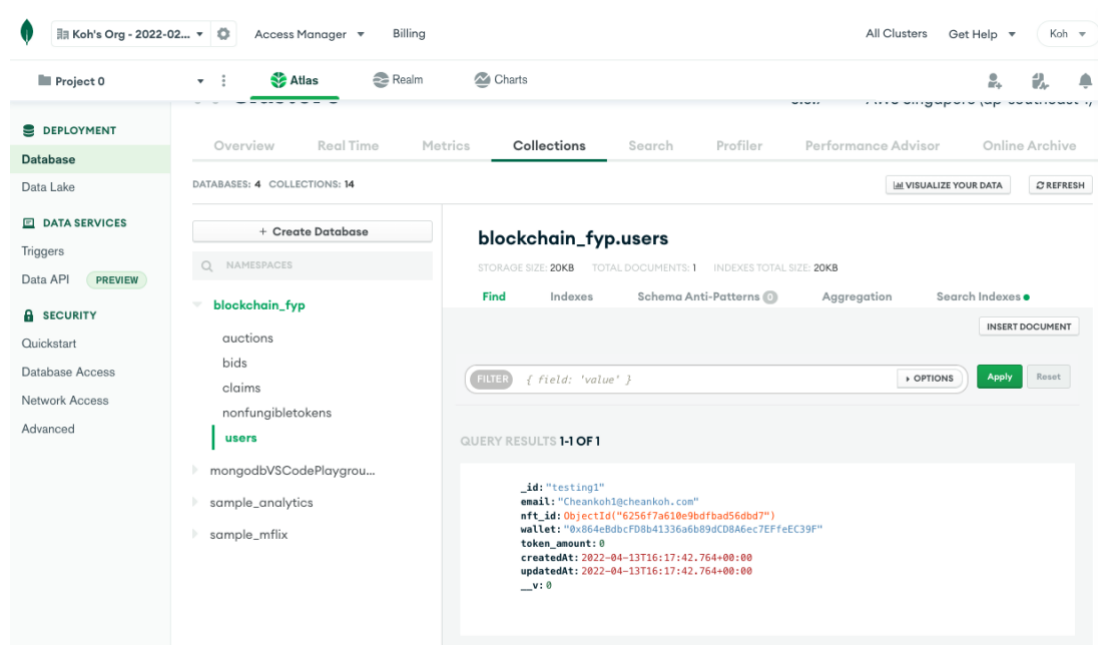 Koh's Org - 2022-02... Access Manager Billing All Clusters Get Help Koh
Project 0 Atlas Realm Charts
DEPLOYMENT
Database
Data Lake
DATA SERVICES
Triggers
Data API PREVIEW
SECURITY
Quickstart
Database Access
Network Access
Advanced
Overview Real Time Metrics Collections Search Profiler Performance Advisor Online Archive
DATABASES: 4 COLLECTIONS: 14 VISUALIZE YOUR DATA REFRESH
+ Create Database
NAMESPACES
blockchain_fyp
auctions
bids
claims
nonfungibletokens
users
mongodbVSCodePlaygrou...
sample_analytics
sample_mflix
blockchain_fyp.users
STORAGE SIZE: 20KB TOTAL DOCUMENTS: 1 INDEXES TOTAL SIZE: 20KB
Find Indexes Schema Anti-Patterns 0 Aggregation Search Indexes
INSERT DOCUMENT
FILTER { field: 'value' } OPTIONS Apply Reset
QUERY RESULTS 1-1 OF 1
_id: "testing1"
email: "Cheankoh1@cheankoh.com"
nft_id: ObjectId("6256f7a610e9bdfbad56dbd7")
wallet: "0x864eBdbcFD8b41336a6b89dCD8A6ec7EFfeEC39F"
token_amount: 0
createdAt: 2022-04-13T16:17:42.764+00:00
updatedAt: 2022-04-13T16:17:42.764+00:00
__v: 0